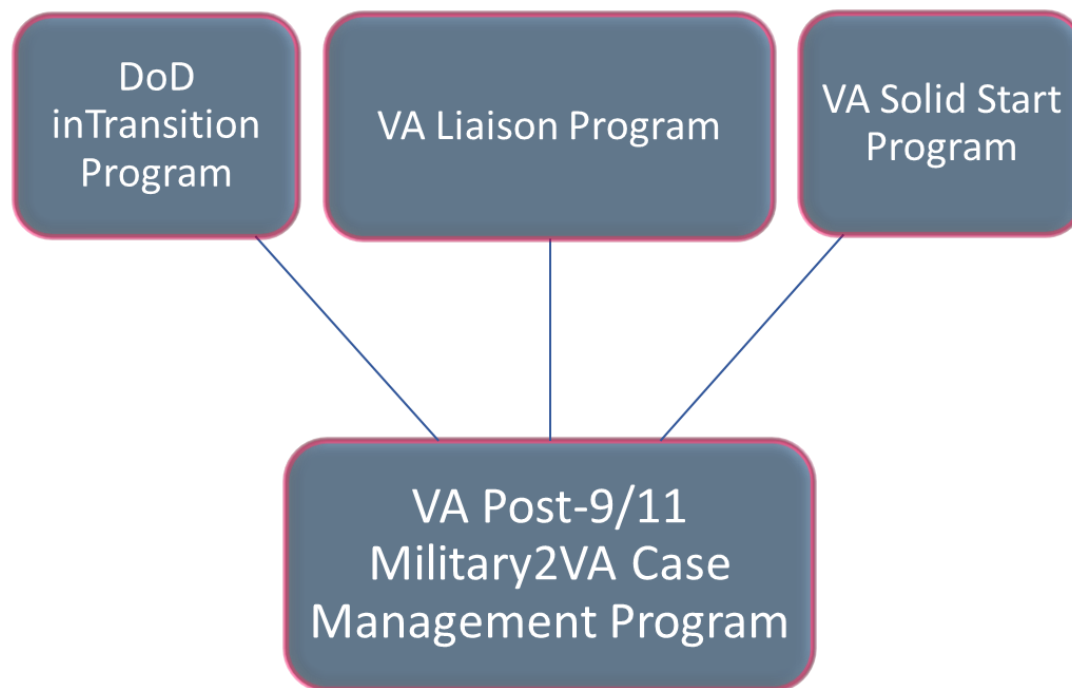 DoD
inTransition
Program
VA Liaison Program
VA Solid Start
Program
VA Post-9/11
Military2VA Case
Management Program